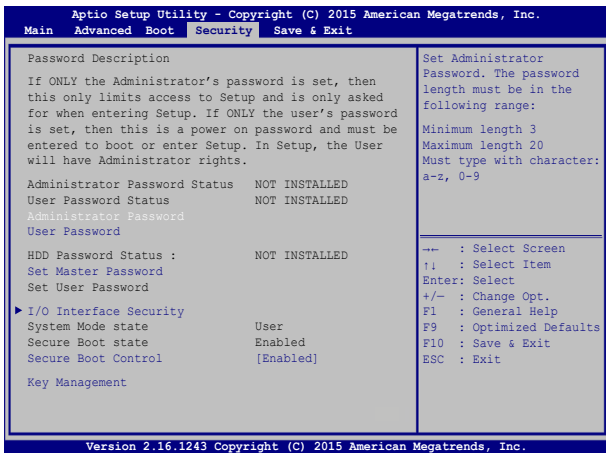 Aptio Setup Utility - Copyright (C) 2015 American Megatrends, Inc.
Main Advanced Boot Security Save & Exit
Password Description
If ONLY the Administrator's password is set, then
this only limits access to Setup and is only asked
for when entering Setup. If ONLY the user's password
is set, then this is a power on password and must be
entered to boot or enter Setup. In Setup, the User
will have Administrator rights.
Administrator Password Status NOT INSTALLED
User Password Status NOT INSTALLED
Administrator Password
User Password
HDD Password Status : NOT INSTALLED
Set Master Password
Set User Password
I/O Interface Security
System Mode state User
Secure Boot state Enabled
Secure Boot Control [Enabled]
Key Management
Set Administrator
Password. The password
length must be in the
following range:
Minimum length 3
Maximum length 20
Must type with character:
a-z, 0-9
→← : Select Screen
↑↓ : Select Item
Enter: Select
+/— : Change Opt.
F1 : General Help
F9 : Optimized Defaults
F10 : Save & Exit
ESC : Exit
Version 2.16.1243 Copyright (C) 2015 American Megatrends, Inc.